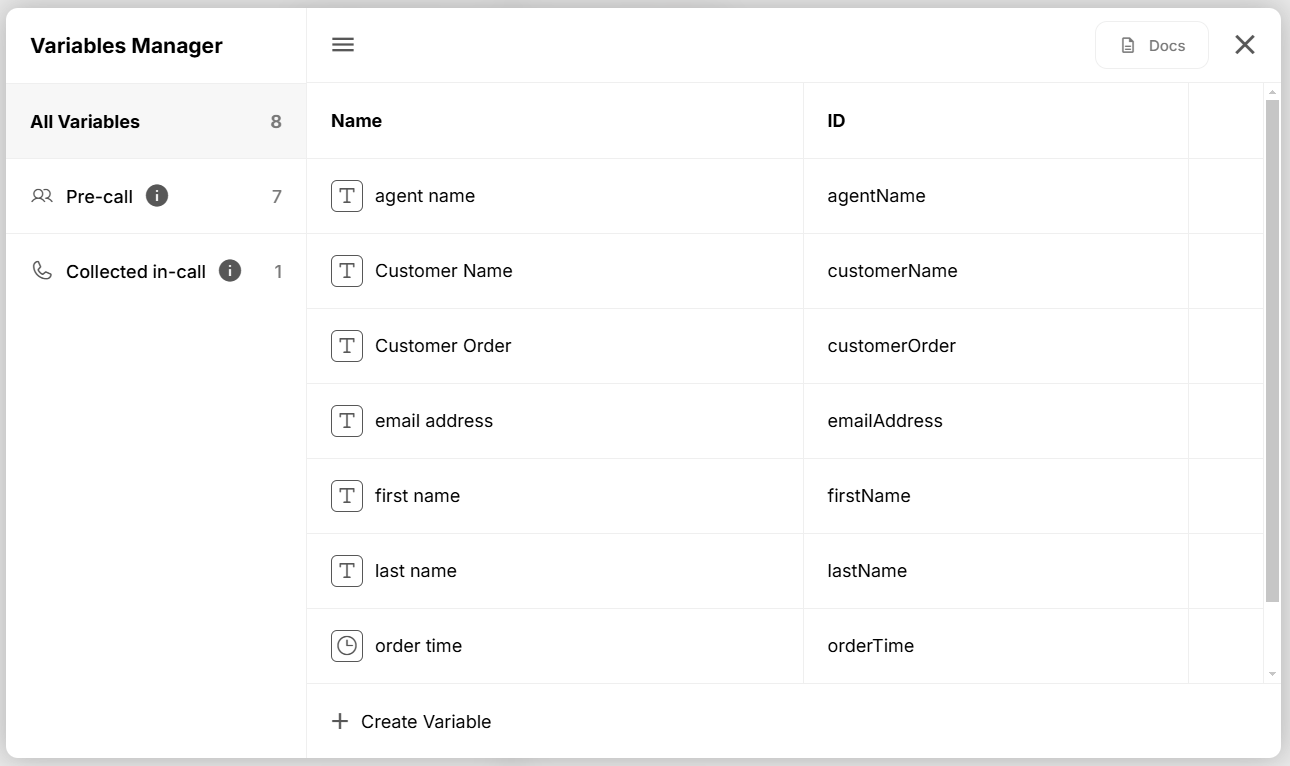 Variables Manager
Docs
All Variables 8
Pre-call i 7
Collected in-call i 1
Name ID
T agent name agentName
T Customer Name customerName
T Customer Order customerOrder
T email address emailAddress
T first name firstName
T last name lastName
order time orderTime
+ Create Variable